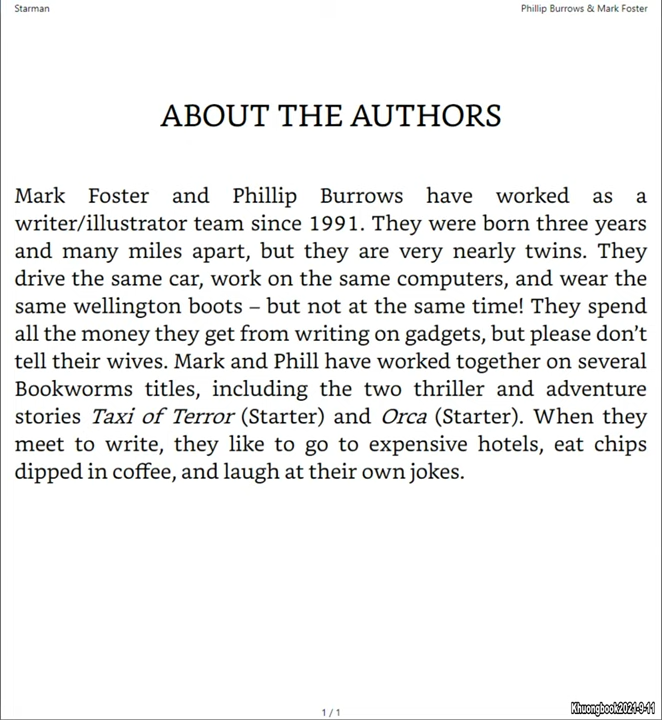 Starman
Phillip Burrows & Mark Foster
ABOUT THE AUTHORS
Mark Foster and Phillip Burrows have worked as a
writer/illustrator team since 1991. They were born three years
and many miles apart, but they are very nearly twins. They
drive the same car, work on the same computers, and wear the
same wellington boots – but not at the same time! They spend
all the money they get from writing on gadgets, but please don’t
tell their wives. Mark and Phill have worked together on several
Bookworms titles, including the two thriller and adventure
stories Taxi of Terror (Starter) and Orca (Starter). When they
meet to write, they like to go to expensive hotels, eat chips
dipped in coffee, and laugh at their own jokes.
1 / 1
Khuongbook2021-9-11